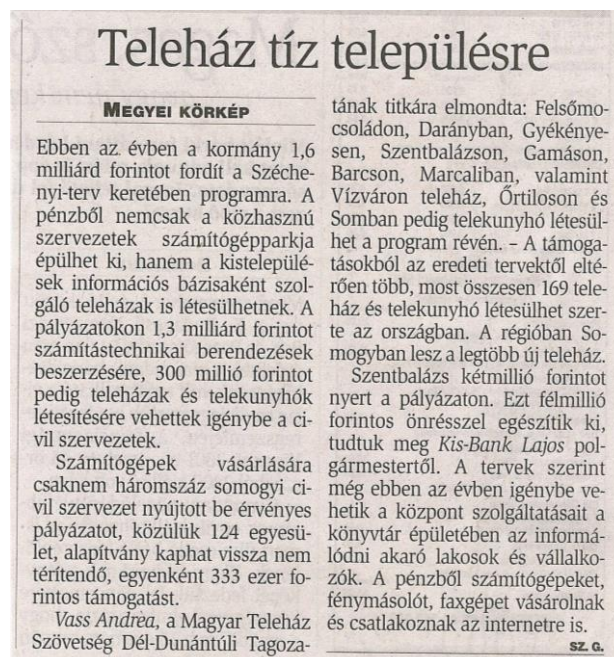 Teleház tíz településre
MEGYEI KÖRKÉP
Ebben az évben a kormány 1,6
milliárd forintot fordít a Széche-
nyi-terv keretében programra. A
pénzből nemcsak a közhasznú
szervezetek számítógépparkja
épülhet ki, hanem a kistelepülé-
sek információs bázisaként szol-
gáló teleházak is létesülhetnek. A
pályázatokon 1,3 milliárd forintot
számítástechnikai berendezések
beszerzésére, 300 millió forintot
pedig teleházak és telekunyhók
létesítésére vehettek igénybe a ci-
vil szervezetek.
Számítógépek vásárlására
csaknem háromszáz somogyi ci-
vil szervezet nyújtott be érvényes
pályázatot, közülük 124 egyesü-
let, alapítvány kaphat vissza nem
térítendő, egyenként 333 ezer fo-
rintos támogatást.
Vass Andrea, a Magyar Teleház
Szövetség Dél-Dunántúli Tagoza-
tának titkára elmondta: Felsőmo-
csoládon, Darányban, Gyékénye-
sen, Szentbalázson, Gamáson,
Barcson, Marcaliban, valamint
Vízváron teleház, Őrtiloson és
Somban pedig telekunyhó létesül-
het a program révén. – A támoga-
tásokból az eredeti tervektől elté-
rően több, most összesen 169 tele-
ház és telekunyhó létesülhet szer-
te az országban. A régióban So-
mogyban lesz a legtöbb új teleház.
Szentbalázs kétmillió forintot
nyert a pályázaton. Ezt félmillió
forintos önrésszel egészítik ki,
tudtuk meg Kis-Bank Lajos pol-
gármestertől. A tervek szerint
még ebben az évben igénybe ve-
hetik a központ szolgáltatásait a
könyvtár épületében az informá-
lódni akaró lakosok és vállalko-
zók. A pénzből számítógépeket,
fénymásolót, faxgépet vásárolnak
és csatlakoznak az internetre is.
SZ. G.